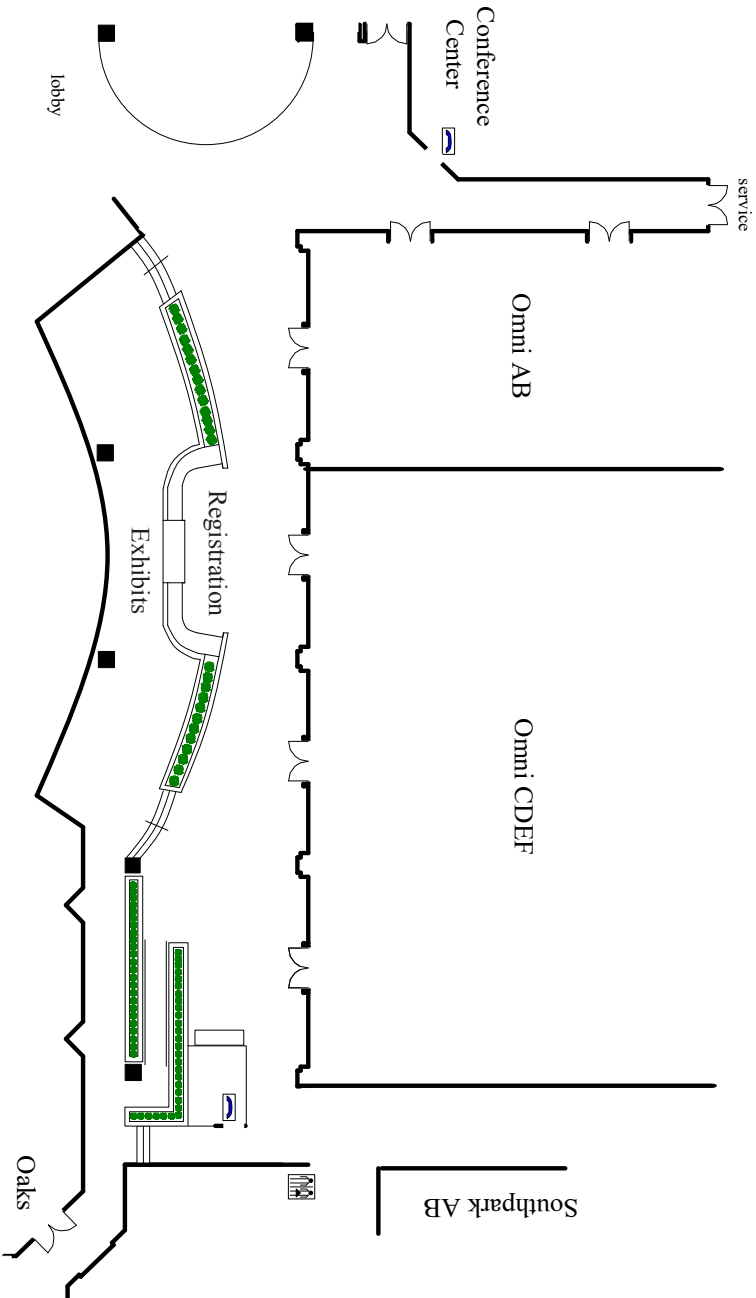 Conference
Center
lobby
service
Omni AB
Registration
Exhibits
Omni CDEF
Southpark AB
Oaks